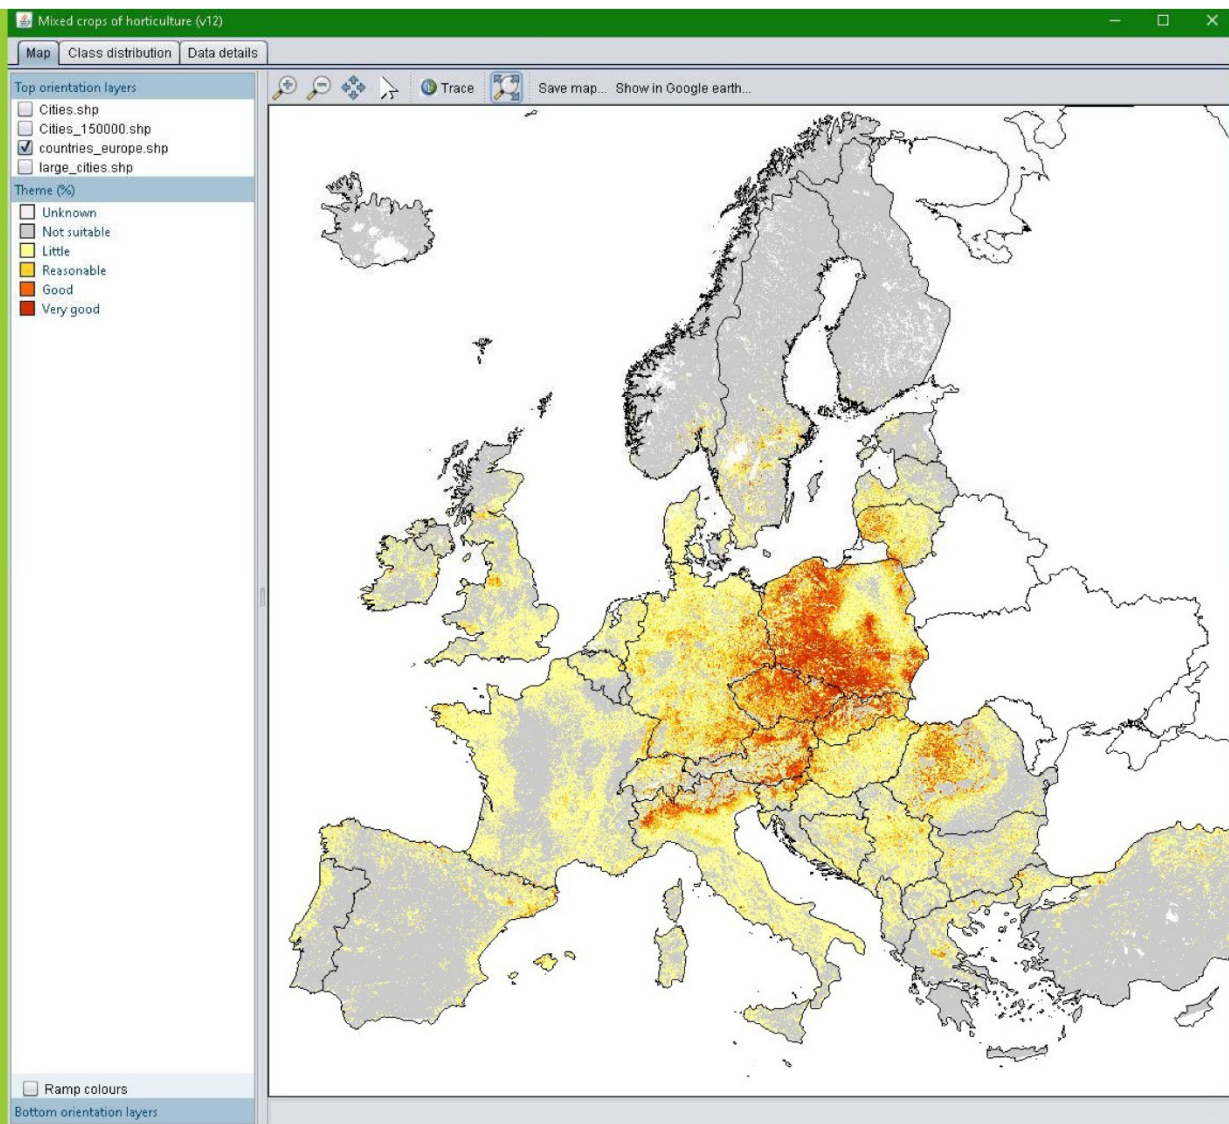 Mixed crops of horticulture (v12)
Map Class distribution Data details
Top orientation layers
Cities.shp
Cities_150000.shp
countries_europe.shp
large_cities.shp
Theme (%)
Unknown
Not suitable
Little
Reasonable
Good
Very good
Trace Save map... Show in Google earth...
Ramp colours
Bottom orientation layers